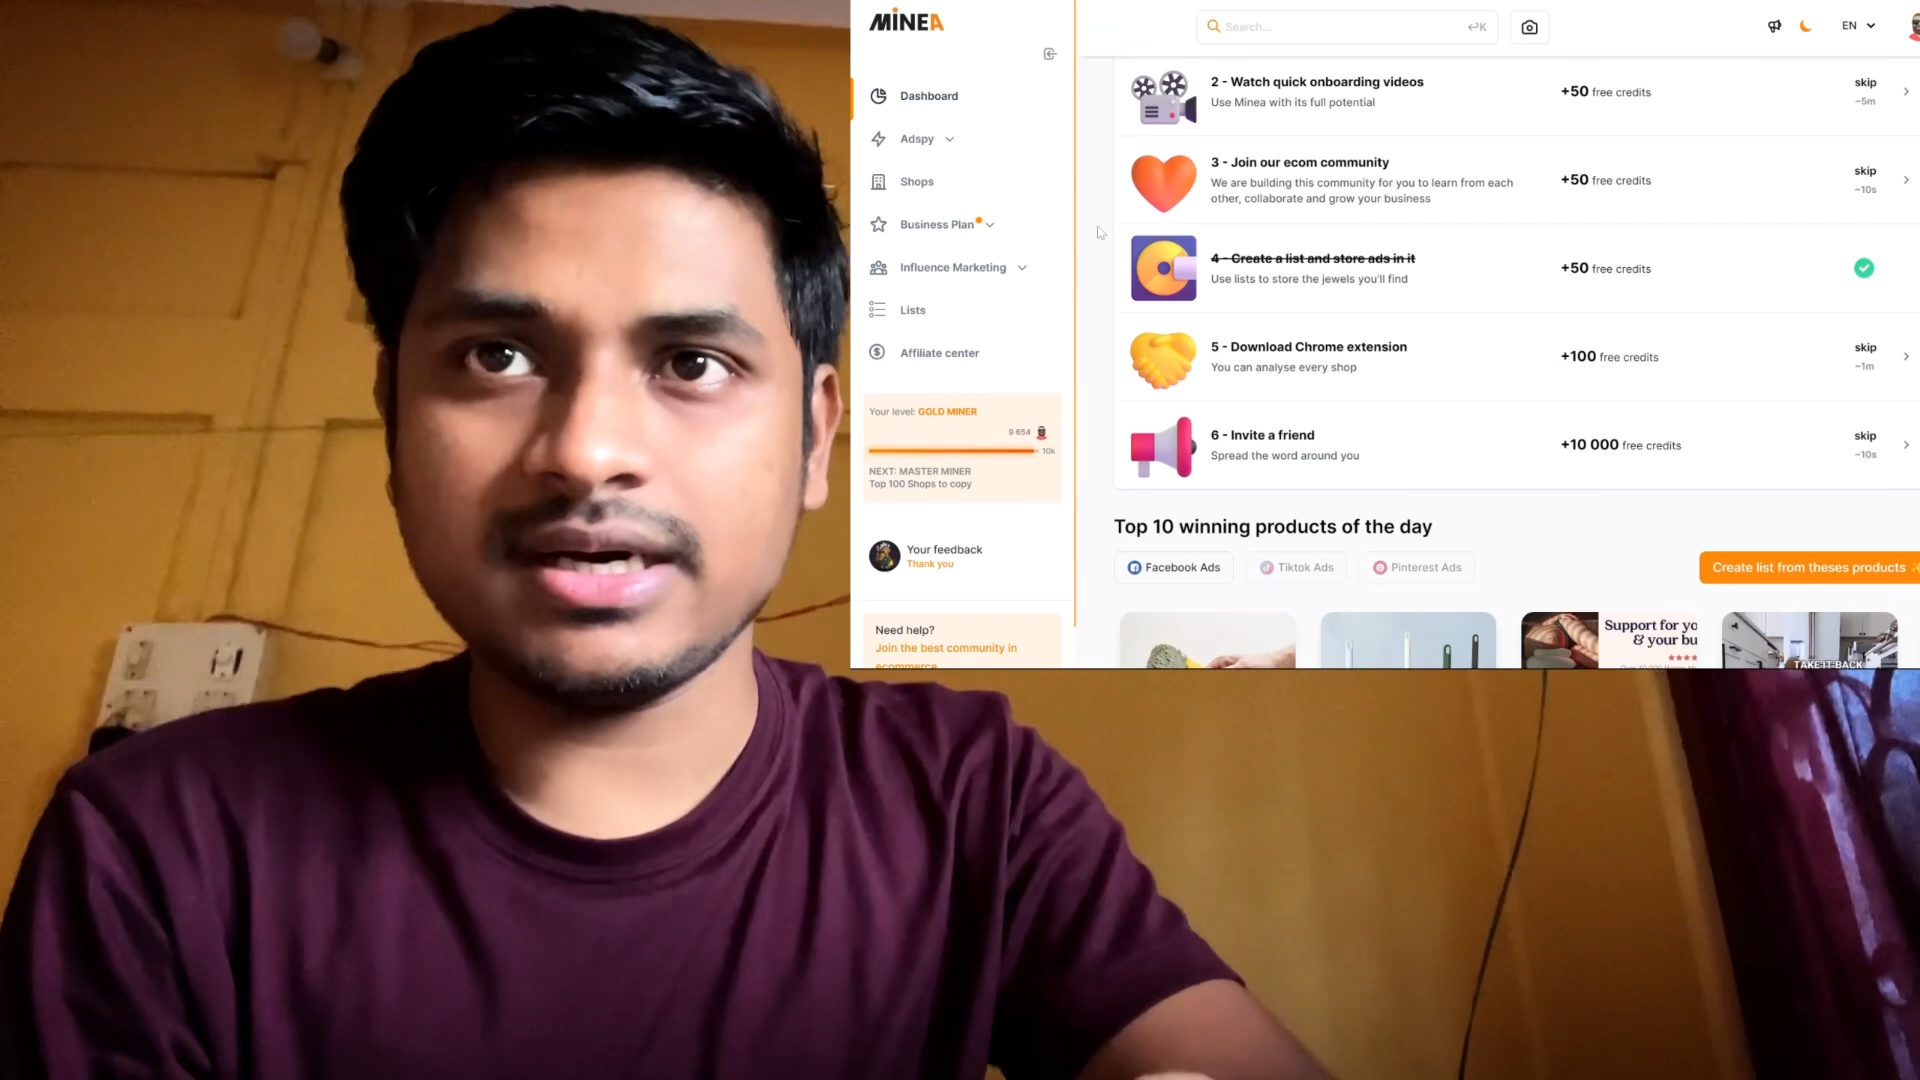 MINEA
Search...
K
EN
Dashboard
Adspy
Shops
Business Plan
Influence Marketing
Lists
Affiliate center
Your level: GOLD MINER
9 654
10k
NEXT: MASTER MINER
Top 100 Shops to copy
Your feedback
Thank you
Need help?
Join the best community in
ecommerce
2 - Watch quick onboarding videos
Use Minea with its full potential
+50 free credits
skip
~5m
3 - Join our ecom community
We are building this community for you to learn from each
other, collaborate and grow your business
+50 free credits
skip
~10s
4 - Create a list and store ads in it
Use lists to store the jewels you'll find
+50 free credits
5 - Download Chrome extension
You can analyse every shop
+100 free credits
skip
~1m
6 - Invite a friend
Spread the word around you
+10 000 free credits
skip
~10s
Top 10 winning products of the day
Facebook Ads
Tiktok Ads
Pinterest Ads
Create list from theses products
Support for yo
& your bu
TAKE IT BACK